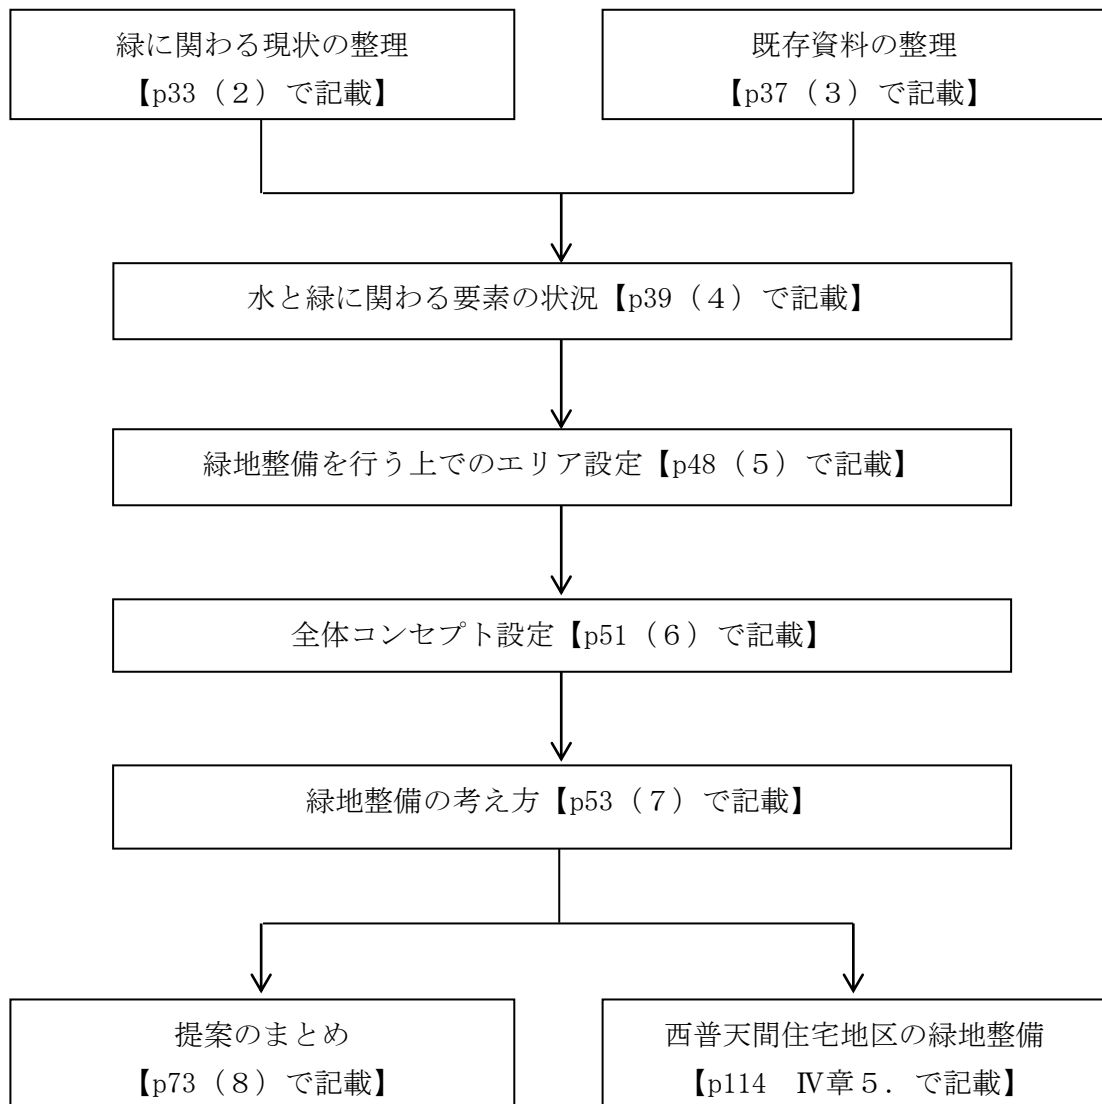 緑に関わる現状の整理
【p33（２）で記載】
既存資料の整理
【p37（３）で記載】
水と緑に関わる要素の状況【p39（４）で記載】
緑地整備を行う上でのエリア設定【p48（５）で記載】
全体コンセプト設定【p51（６）で記載】
緑地整備の考え方【p53（７）で記載】
提案のまとめ
【p73（８）で記載】
西普天間住宅地区の緑地整備
【p114　Ⅳ章５．で記載】